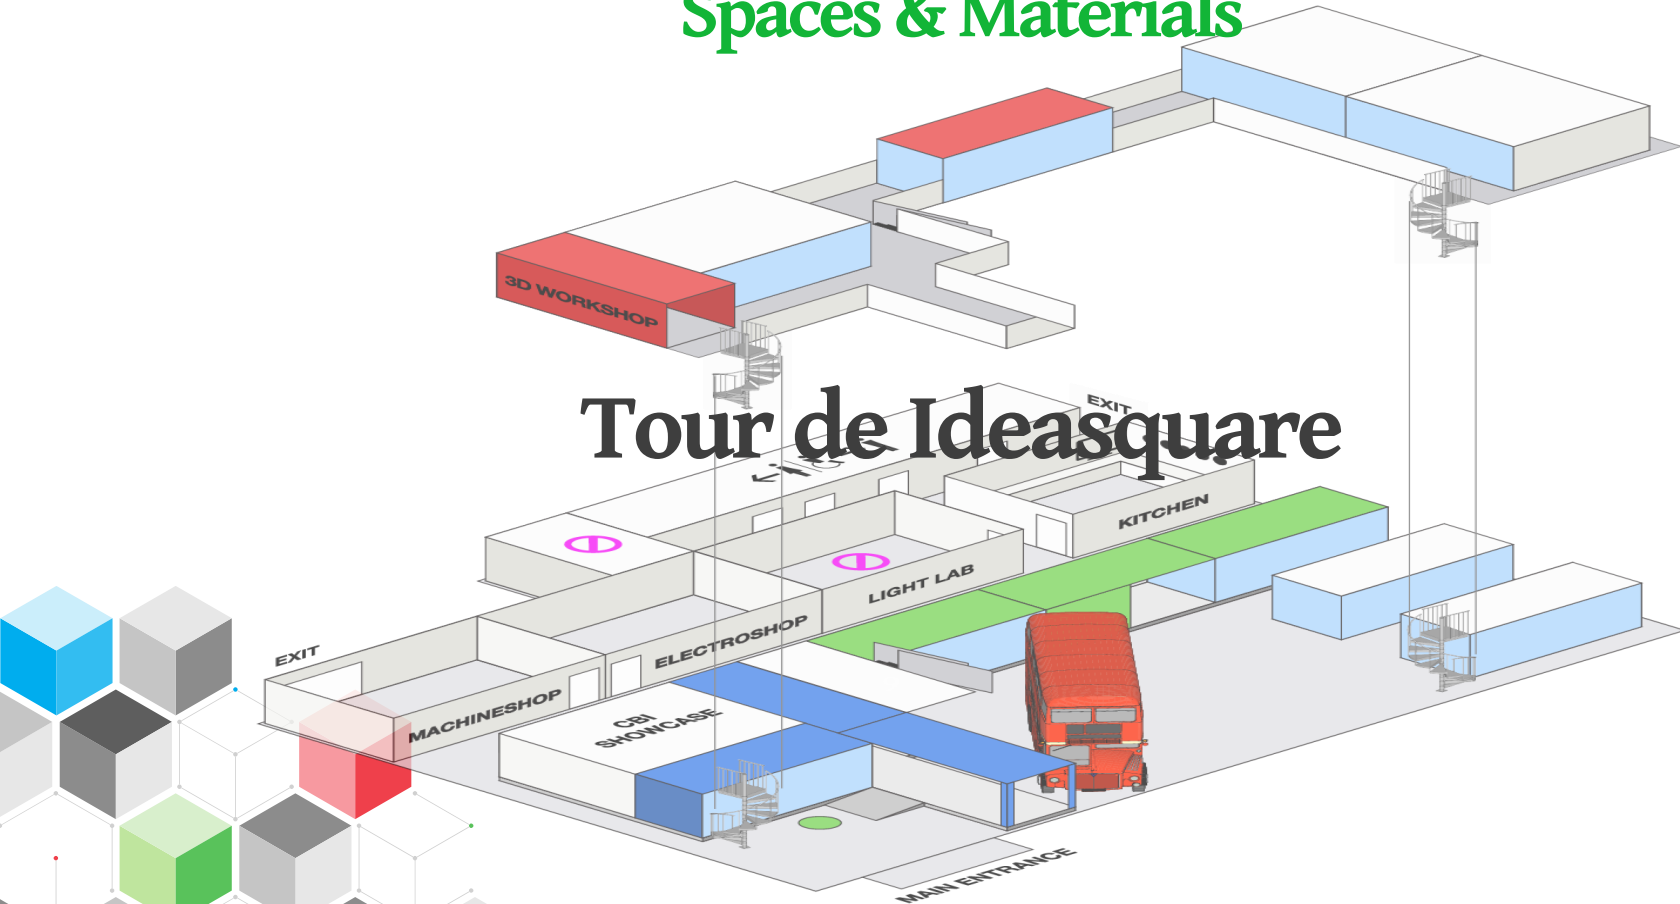 Spaces & Materials
3D WORKSHOP
Tour de Ideasquare
EXIT
KITCHEN
LIGHT LAB
ELECTROSHOP
EXIT
MACHINESHOP
CBI
SHOWCASE
MAIN ENTRANCE